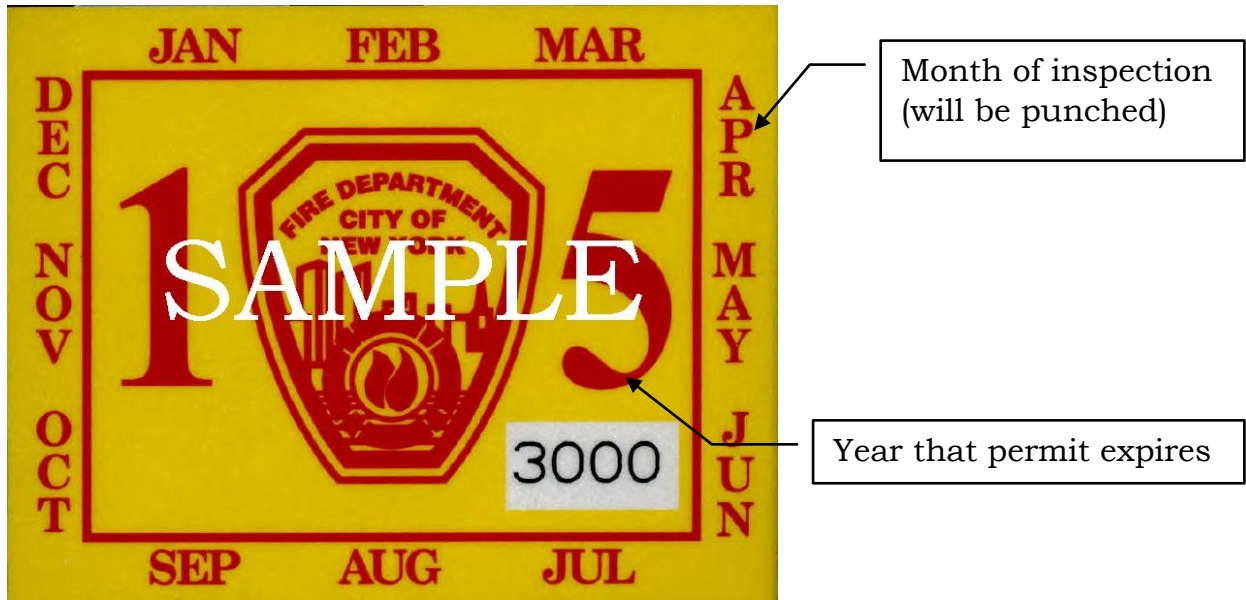 JAN FEB MAR
DEC NOV OCT
APR MAY JUN
1 5
FIRE DEPARTMENT
CITY OF
NEW YORK
SAMPLE
3000
SEP AUG JUL
Month of inspection
(will be punched)
Year that permit expires